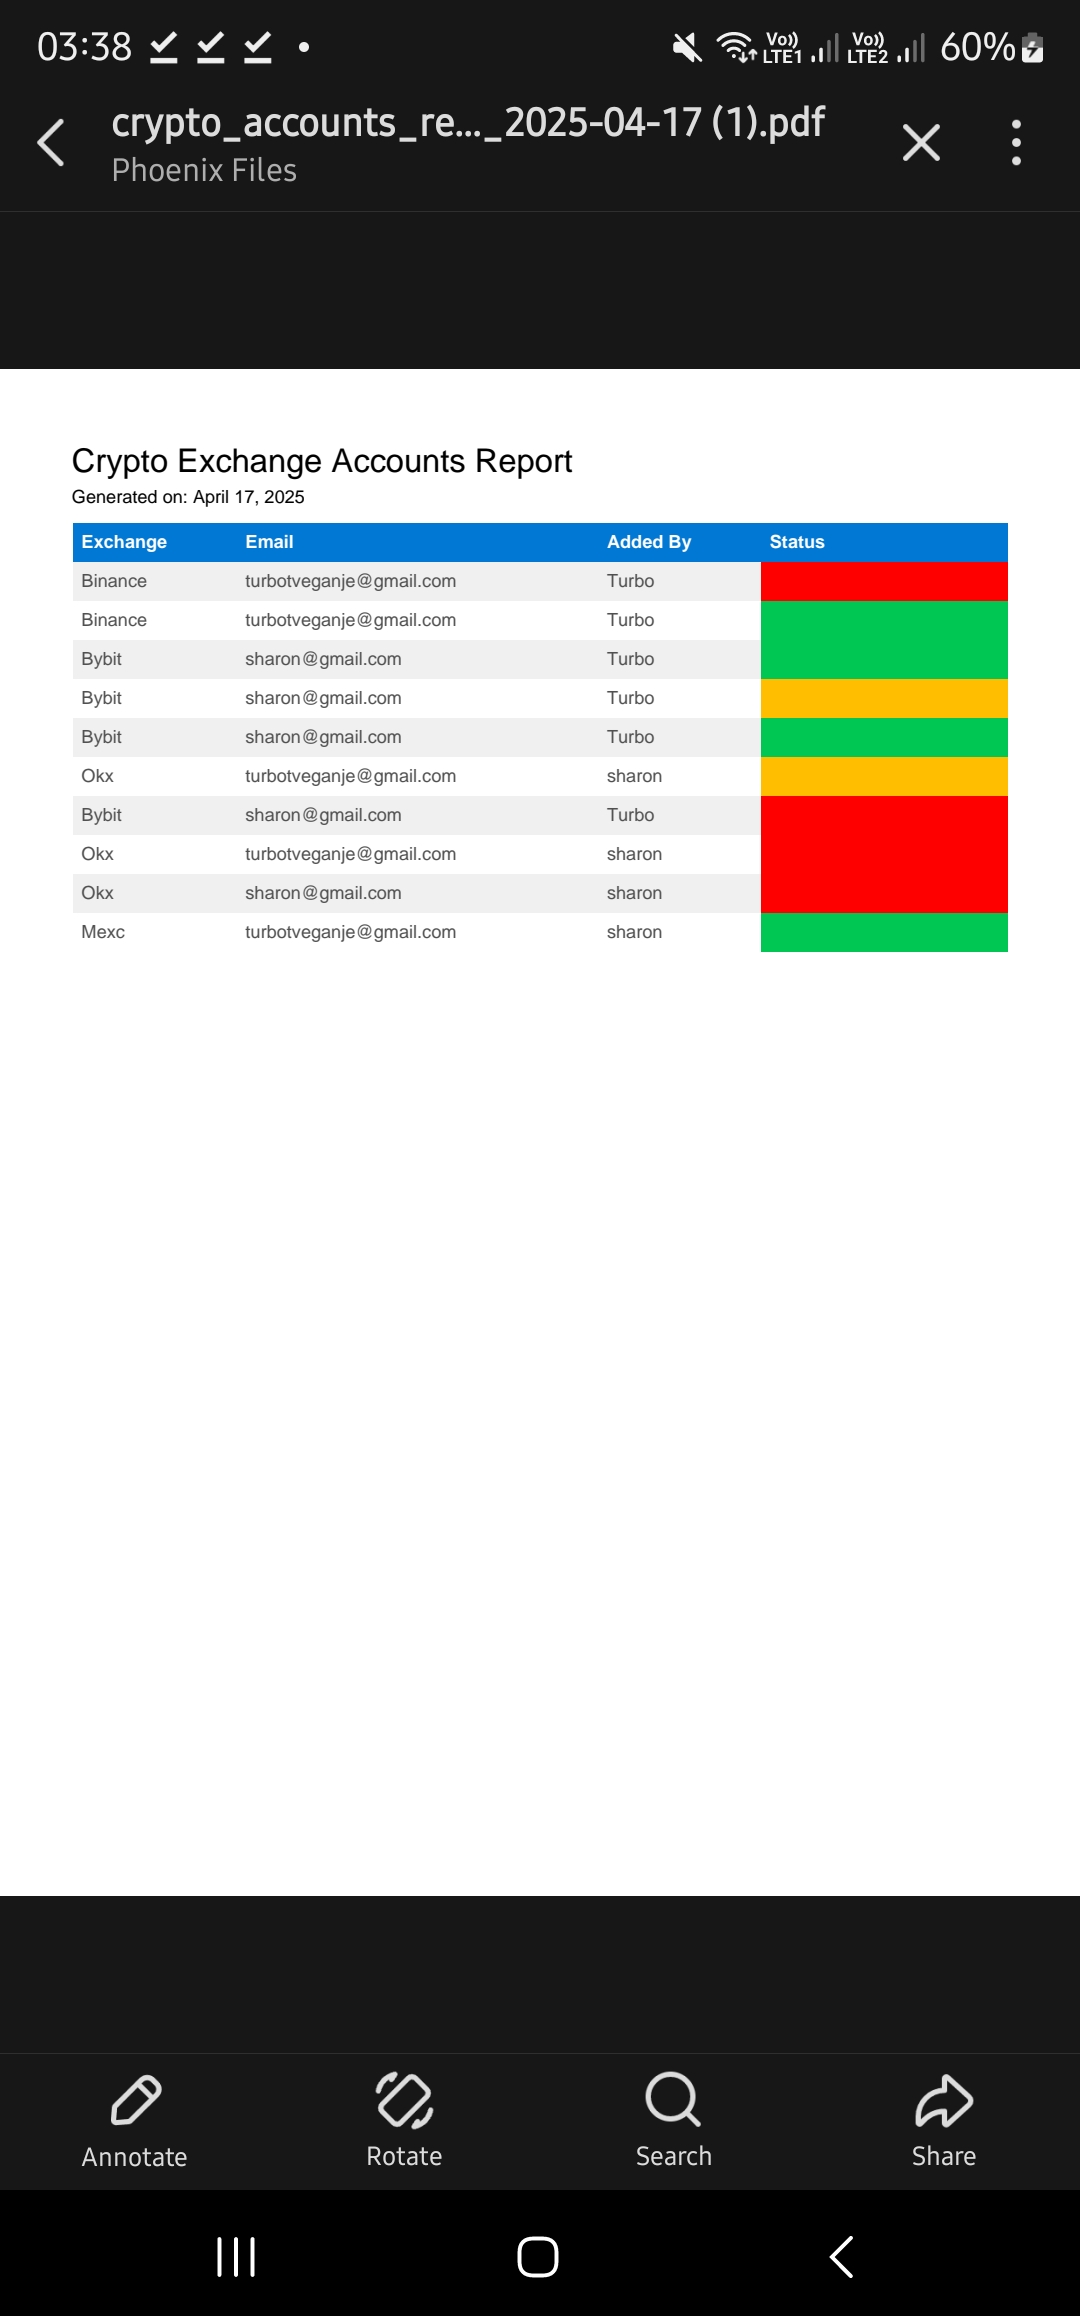 03:38
Vo)) LTE1 Vo)) LTE2 60%
crypto_accounts_re..._2025-04-17 (1).pdf
Phoenix Files
Crypto Exchange Accounts Report
Generated on: April 17, 2025
Exchange Email Added By Status
Binance turbotveganje@gmail.com Turbo
Binance turbotveganje@gmail.com Turbo
Bybit sharon@gmail.com Turbo
Bybit sharon@gmail.com Turbo
Bybit sharon@gmail.com Turbo
Okx turbotveganje@gmail.com sharon
Bybit sharon@gmail.com Turbo
Okx turbotveganje@gmail.com sharon
Okx sharon@gmail.com sharon
Mexc turbotveganje@gmail.com sharon
Annotate Rotate Search Share